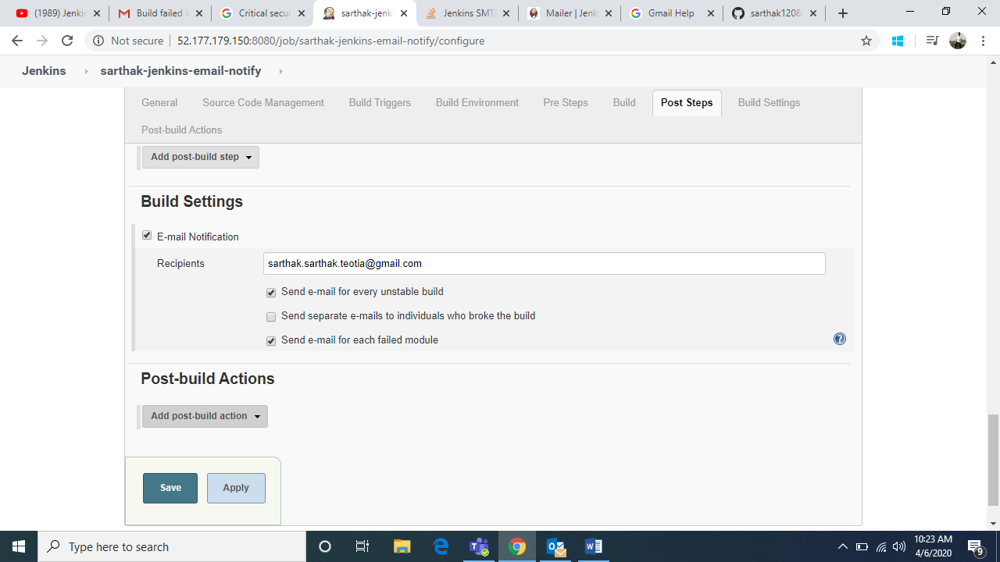 (1989) Jenkin
Build failed i
Critical secu
sarthak-jenk
Jenkins SMT
Mailer | Jenk
Gmail Help
sarthak1208
Not secure
52.177.179.150:8080/job/sarthak-jenkins-email-notify/configure
Jenkins
sarthak-jenkins-email-notify
General
Source Code Management
Build Triggers
Build Environment
Pre Steps
Build
Post Steps
Build Settings
Post-build Actions
Add post-build step
Build Settings
E-mail Notification
Recipients
sarthak.sarthak.teotia@gmail.com
Send e-mail for every unstable build
Send separate e-mails to individuals who broke the build
Send e-mail for each failed module
Post-build Actions
Add post-build action
Save
Apply
Type here to search
10:23 AM
4/6/2020
9